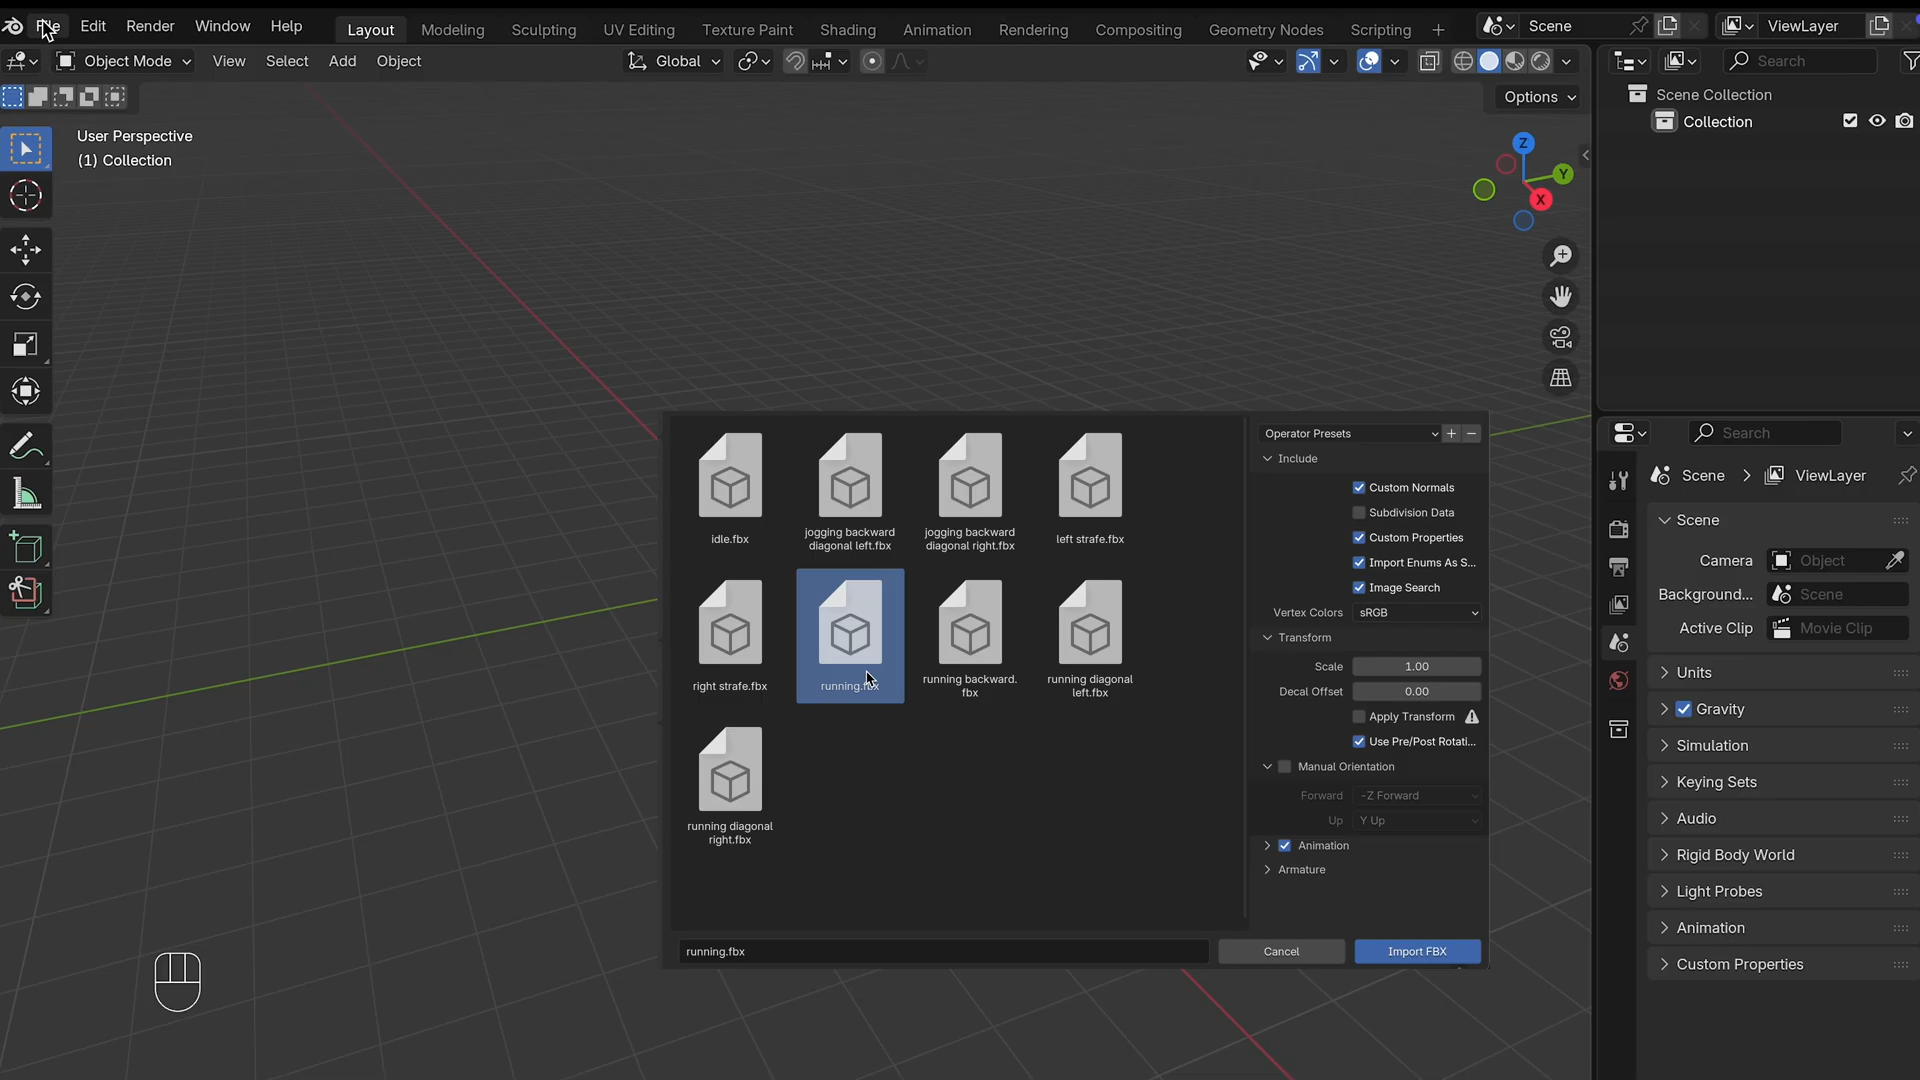 File Edit Render Window Help Layout Modeling Sculpting UV Editing Texture Paint Shading Animation Rendering Compositing Geometry Nodes Scripting + Scene ViewLayer
Object Mode View Select Add Object Global Search
Options
User Perspective
(1) Collection
Z
Y
X
Scene Collection
Collection
idle.fbx
jogging backward
diagonal left.fbx
jogging backward
diagonal right.fbx
left strafe.fbx
right strafe.fbx
running.fbx
running backward.
fbx
running diagonal
left.fbx
running diagonal
right.fbx
running.fbx
Operator Presets
Include
Custom Normals
Subdivision Data
Custom Properties
Import Enums As S...
Image Search
Vertex Colors sRGB
Transform
Scale 1.00
Decal Offset 0.00
Apply Transform
Use Pre/Post Rotati...
Manual Orientation
Forward -Z Forward
Up Y Up
Animation
Armature
Cancel Import FBX
Search
Scene > ViewLayer
Scene
Camera Object
Background... Scene
Active Clip Movie Clip
Units
Gravity
Simulation
Keying Sets
Audio
Rigid Body World
Light Probes
Animation
Custom Properties